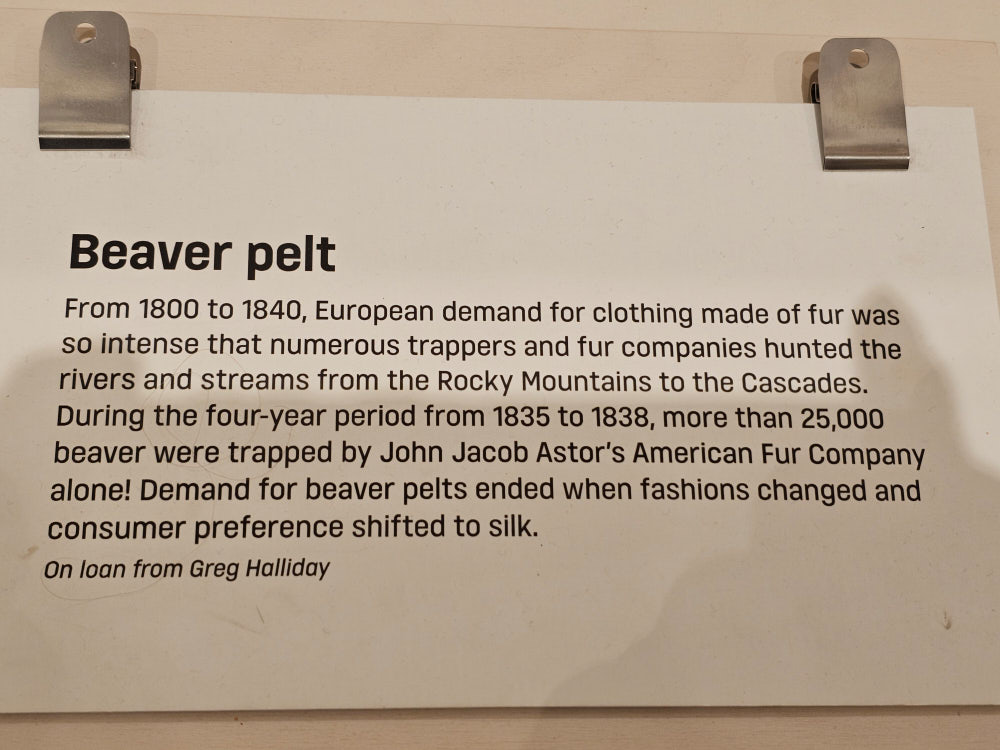 Beaver pelt
From 1800 to 1840, European demand for clothing made of fur was
so intense that numerous trappers and fur companies hunted the
rivers and streams from the Rocky Mountains to the Cascades.
During the four-year period from 1835 to 1838, more than 25,000
beaver were trapped by John Jacob Astor’s American Fur Company
alone! Demand for beaver pelts ended when fashions changed and
consumer preference shifted to silk.
On loan from Greg Halliday